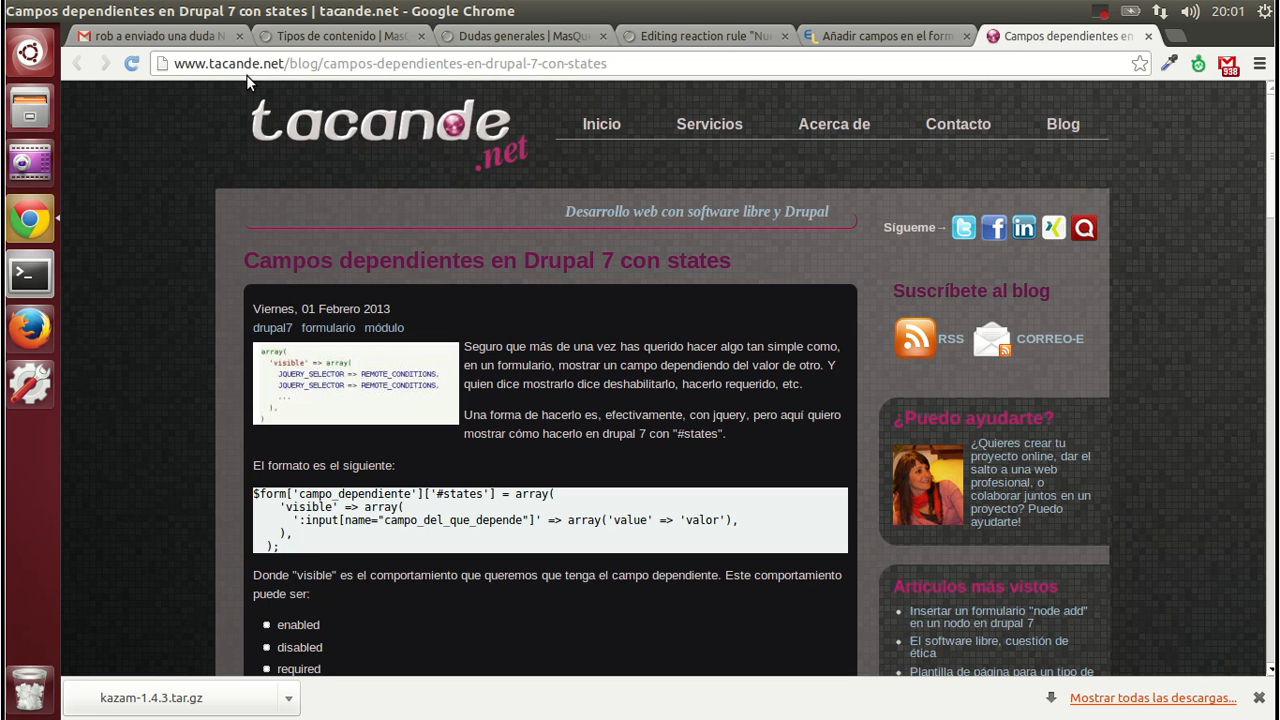 Campos dependientes en Drupal 7 con states | tacande.net - Google Chrome
20:01
rob a enviado una duda N
Tipos de contenido | Mas
Dudas generales | MasQue
Editing reaction rule "Nue
Añadir campos en el form
Campos dependientes en
www.tacande.net/blog/campos-dependientes-en-drupal-7-con-states
938
tacande
.net
Inicio
Servicios
Acerca de
Contacto
Blog
Desarrollo web con software libre y Drupal
Sígueme→
Campos dependientes en Drupal 7 con states
Viernes, 01 Febrero 2013
drupal7 formulario módulo
array(
'visible' => array(
JQUERY_SELECTOR => REMOTE_CONDITIONS,
JQUERY_SELECTOR => REMOTE_CONDITIONS,
...
),
)
Seguro que más de una vez has querido hacer algo tan simple como,
en un formulario, mostrar un campo dependiendo del valor de otro. Y
quien dice mostrarlo dice deshabilitarlo, hacerlo requerido, etc.
Una forma de hacerlo es, efectivamente, con jquery, pero aquí quiero
mostrar cómo hacerlo en drupal 7 con "#states".
El formato es el siguiente:
$form['campo_dependiente']['#states'] = array(
'visible' => array(
':input[name="campo_del_que_depende"]' => array('value' => 'valor'),
),
);
Donde "visible" es el comportamiento que queremos que tenga el campo dependiente. Este comportamiento
puede ser:
enabled
disabled
required
Suscríbete al blog
RSS
CORREO-E
¿Puedo ayudarte?
¿Quieres crear tu
proyecto online, dar el
salto a una web
profesional, o
colaborar juntos en un
proyecto? Puedo
ayudarte!
Artículos más vistos
Insertar un formulario "node add"
en un nodo en drupal 7
El software libre, cuestión de
ética
Plantilla de página para un tipo de
kazam-1.4.3.tar.gz
Mostrar todas las descargas...